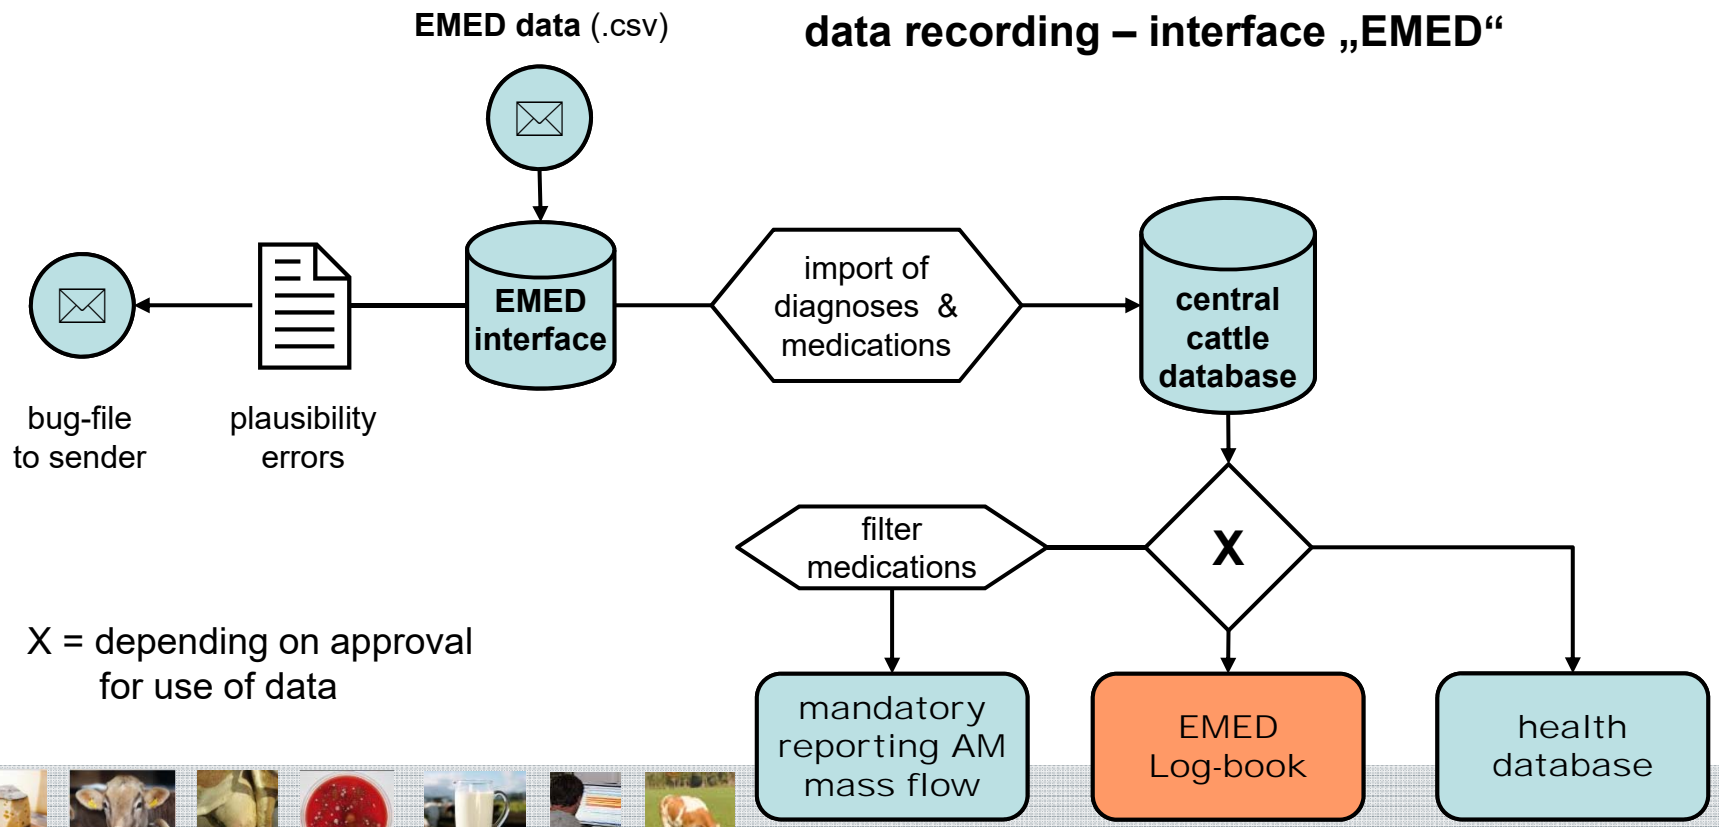 EMED data (.csv)
data recording – interface „EMED“
EMED
interface
import of
diagnoses &
medications
central
cattle
database
bug-file
to sender
plausibility
errors
filter
medications
X
X = depending on approval
for use of data
mandatory
reporting AM
mass flow
EMED
Log-book
health
database